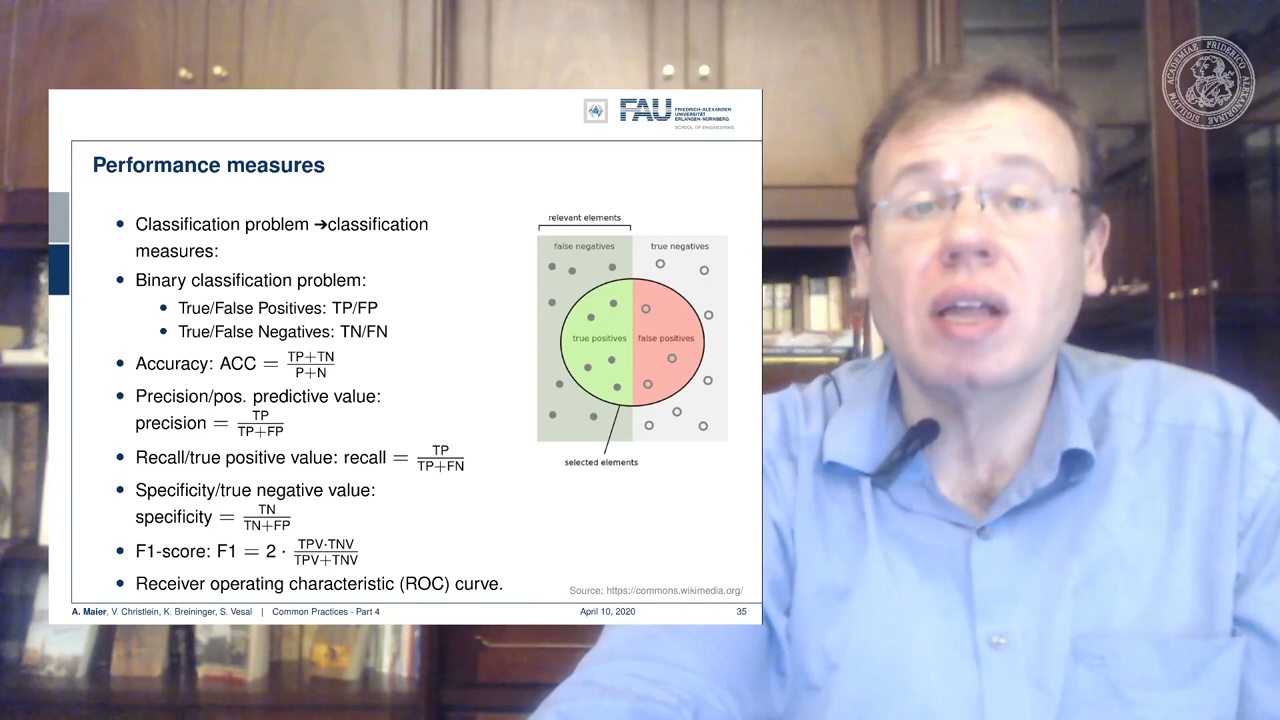 ACADEMIAE FRIDERICO ALEXANDRINAE SIGILLVM
FAU
FRIEDRICH-ALEXANDER-
UNIVERSITÄT
ERLANGEN-NÜRNBERG
SCHOOL OF ENGINEERING
Performance measures
• Classification problem ➔classification
measures:
• Binary classification problem:
• True/False Positives: TP/FP
• True/False Negatives: TN/FN
• Accuracy: ACC = TP+TN / P+N
• Precision/pos. predictive value:
precision = TP / TP+FP
• Recall/true positive value: recall = TP / TP+FN
• Specificity/true negative value:
specificity = TN / TN+FP
• F1-score: F1 = 2 · TPV·TNV / TPV+TNV
• Receiver operating characteristic (ROC) curve.
relevant elements
false negatives true negatives
true positives false positives
selected elements
Source: https://commons.wikimedia.org/
A. Maier, V. Christlein, K. Breininger, S. Vesal | Common Practices - Part 4 April 10, 2020 35